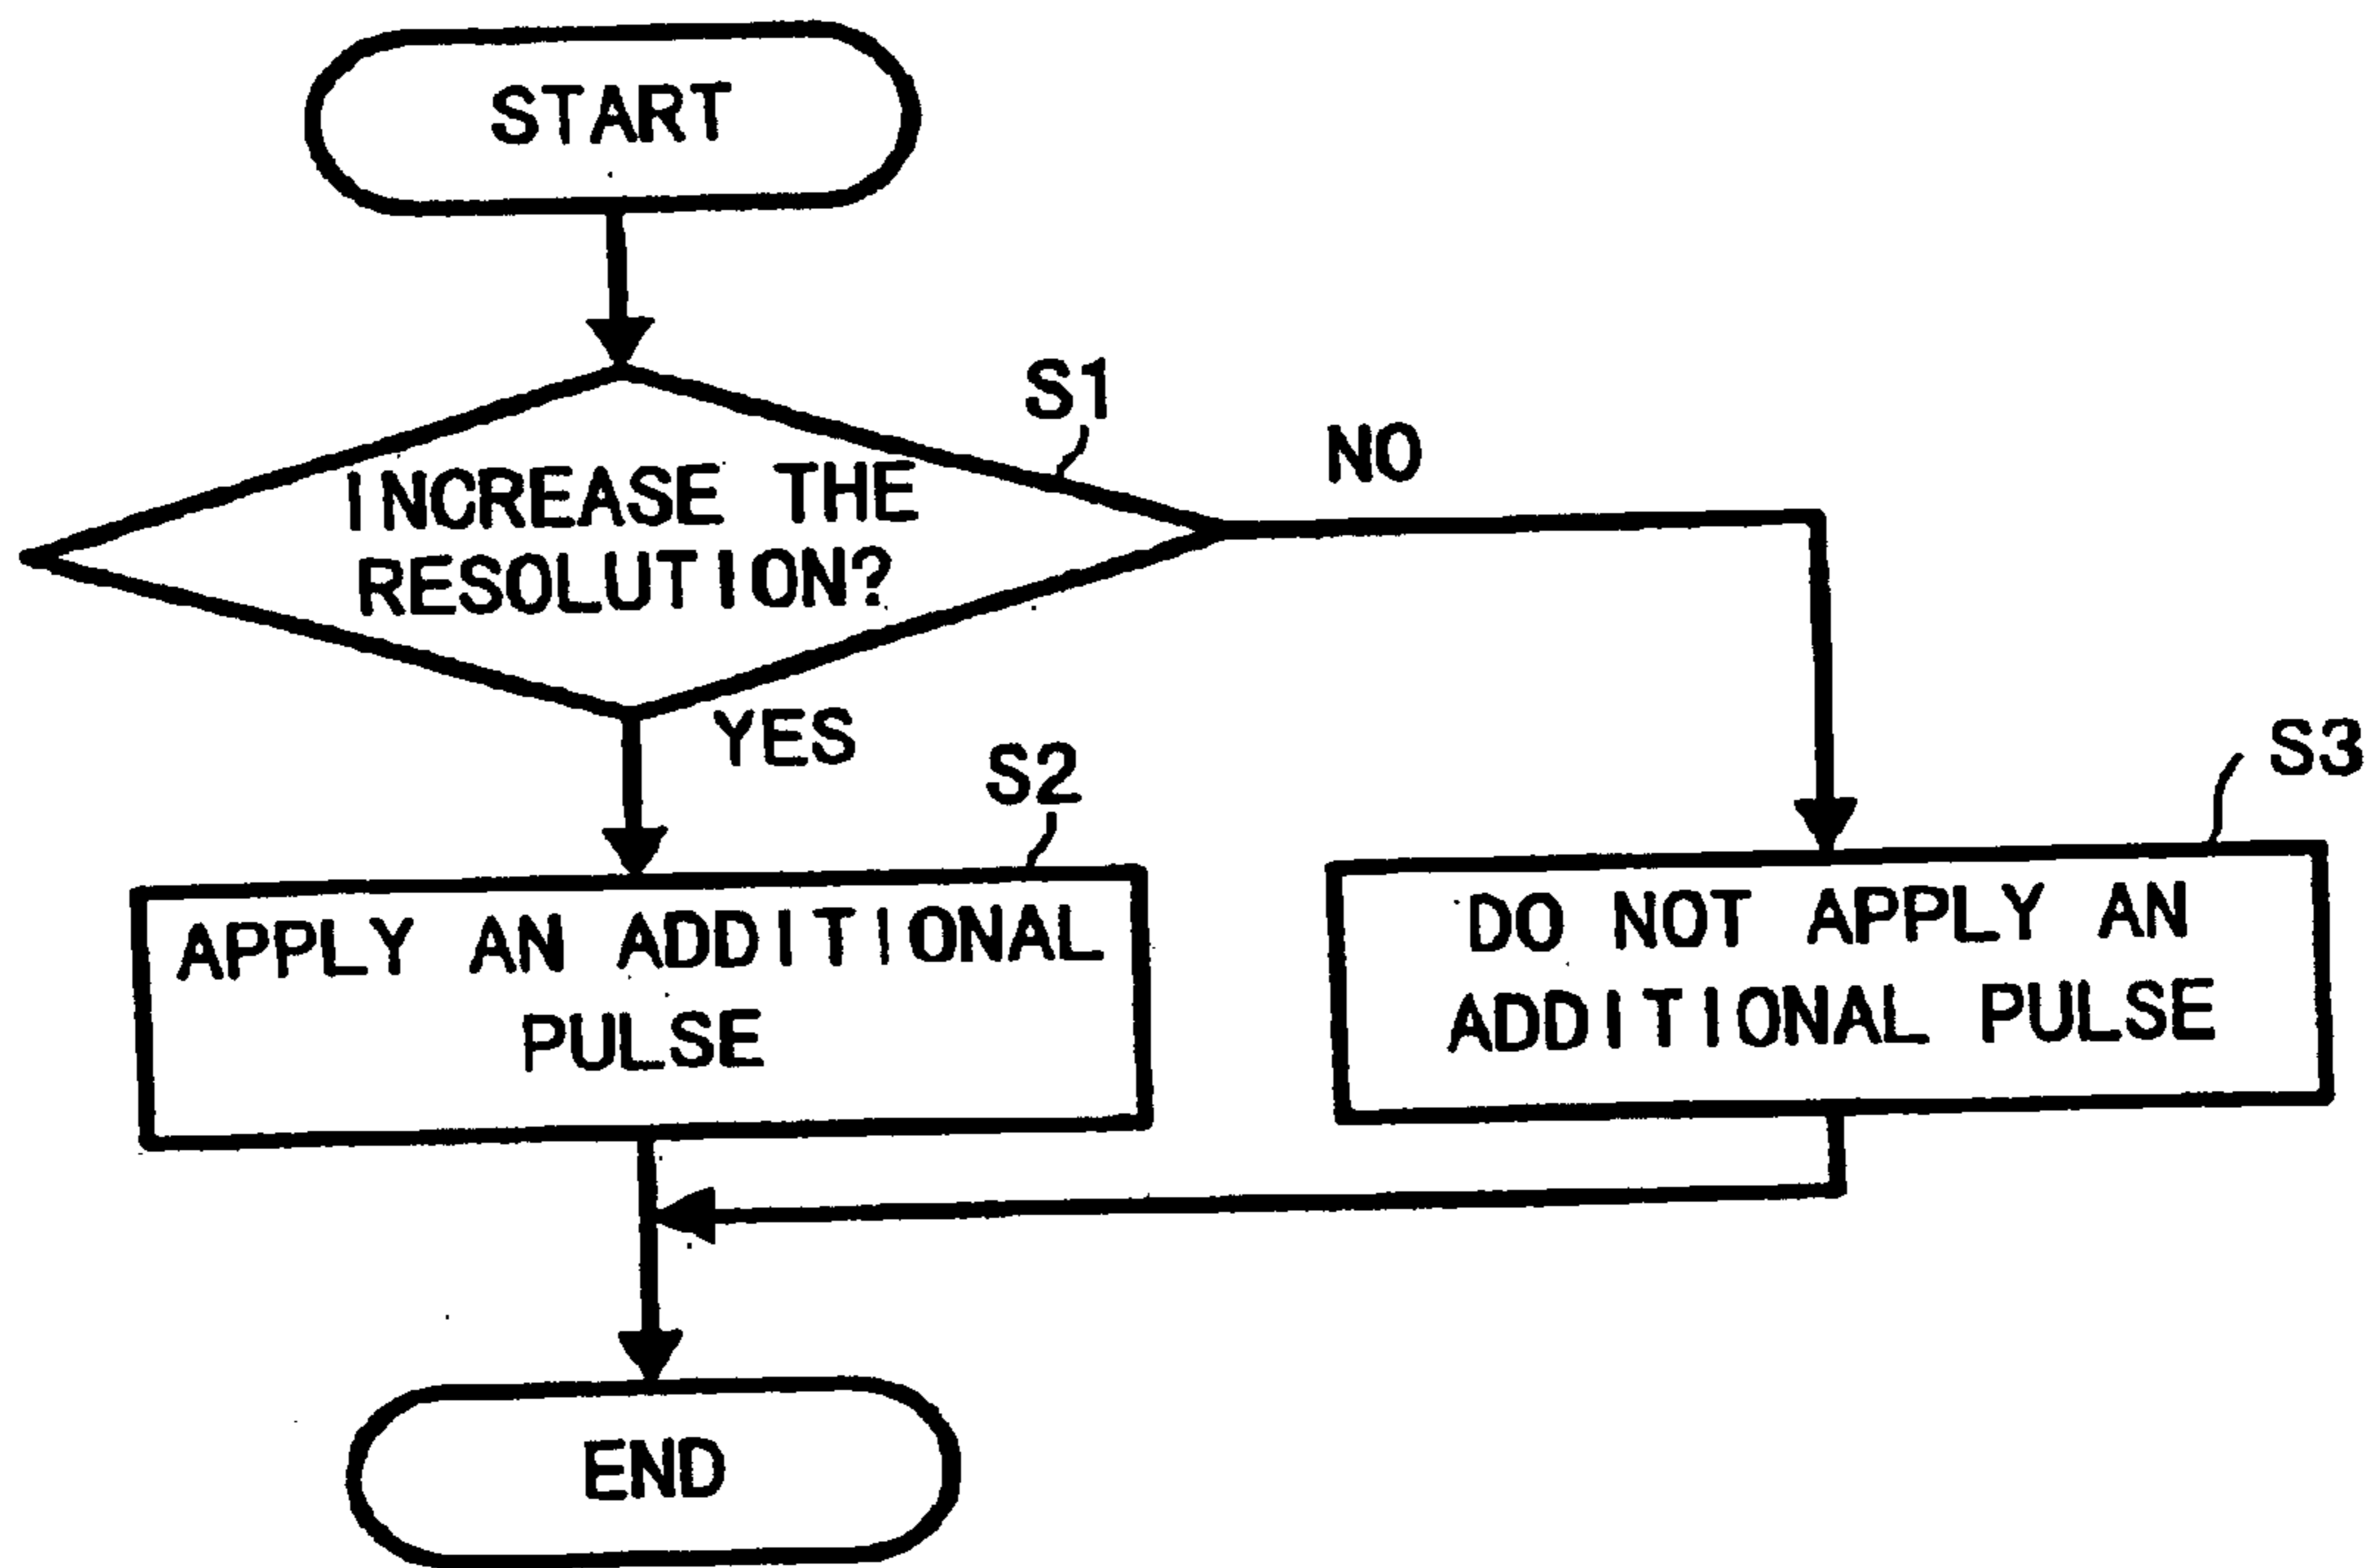 START
S1
NO
INCREASE THE
RESOLUTION?
YES
S2
S3
APPLY AN ADDITIONAL
PULSE
DO NOT APPLY AN
ADDITIONAL PULSE
END